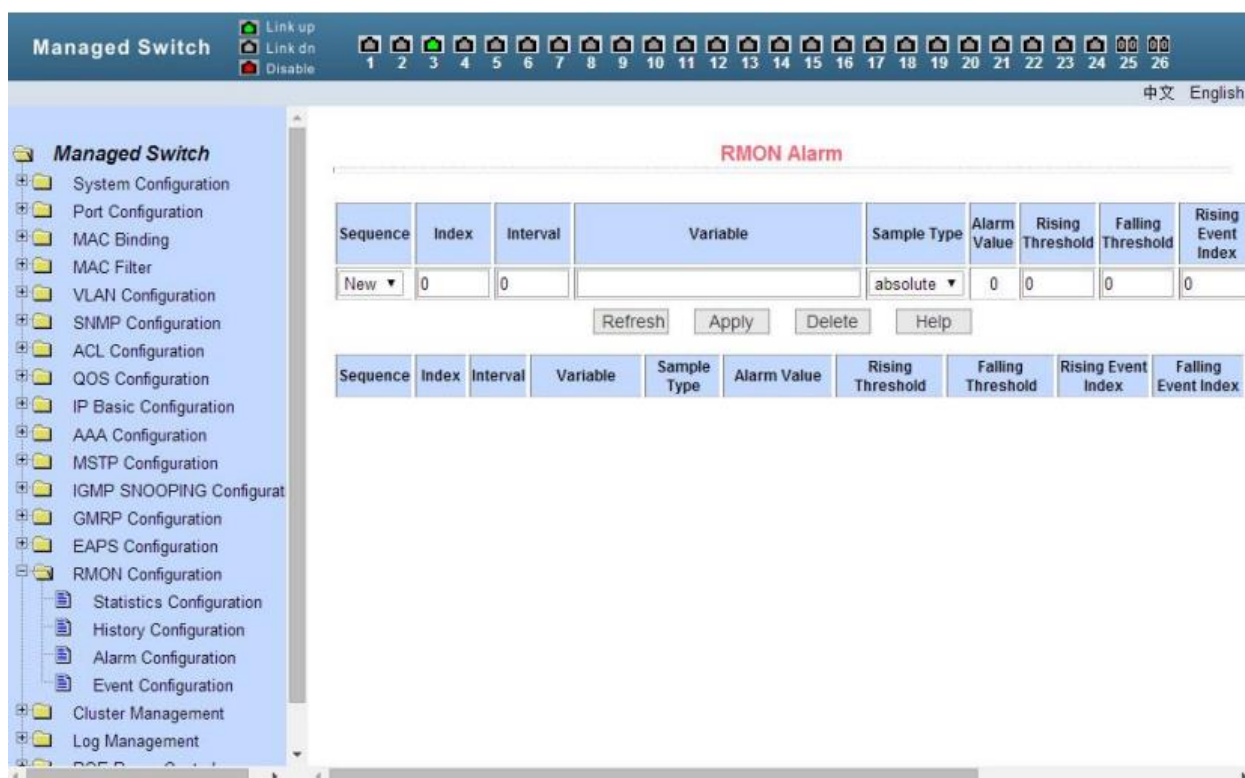 Managed Switch
Link up
Link dn
Disable
1 2 3 4 5 6 7 8 9 10 11 12 13 14 15 16 17 18 19 20 21 22 23 24 25 26
中文 English
Managed Switch
System Configuration
Port Configuration
MAC Binding
MAC Filter
VLAN Configuration
SNMP Configuration
ACL Configuration
QOS Configuration
IP Basic Configuration
AAA Configuration
MSTP Configuration
IGMP SNOOPING Configurat
GMRP Configuration
EAPS Configuration
RMON Configuration
Statistics Configuration
History Configuration
Alarm Configuration
Event Configuration
Cluster Management
Log Management
RMON Alarm
Sequence Index Interval Variable Sample Type Alarm Value Rising Threshold Falling Threshold Rising Event Index
New 0 0 absolute 0 0 0 0
Refresh Apply Delete Help
Sequence Index Interval Variable Sample Type Alarm Value Rising Threshold Falling Threshold Rising Event Index Falling Event Index